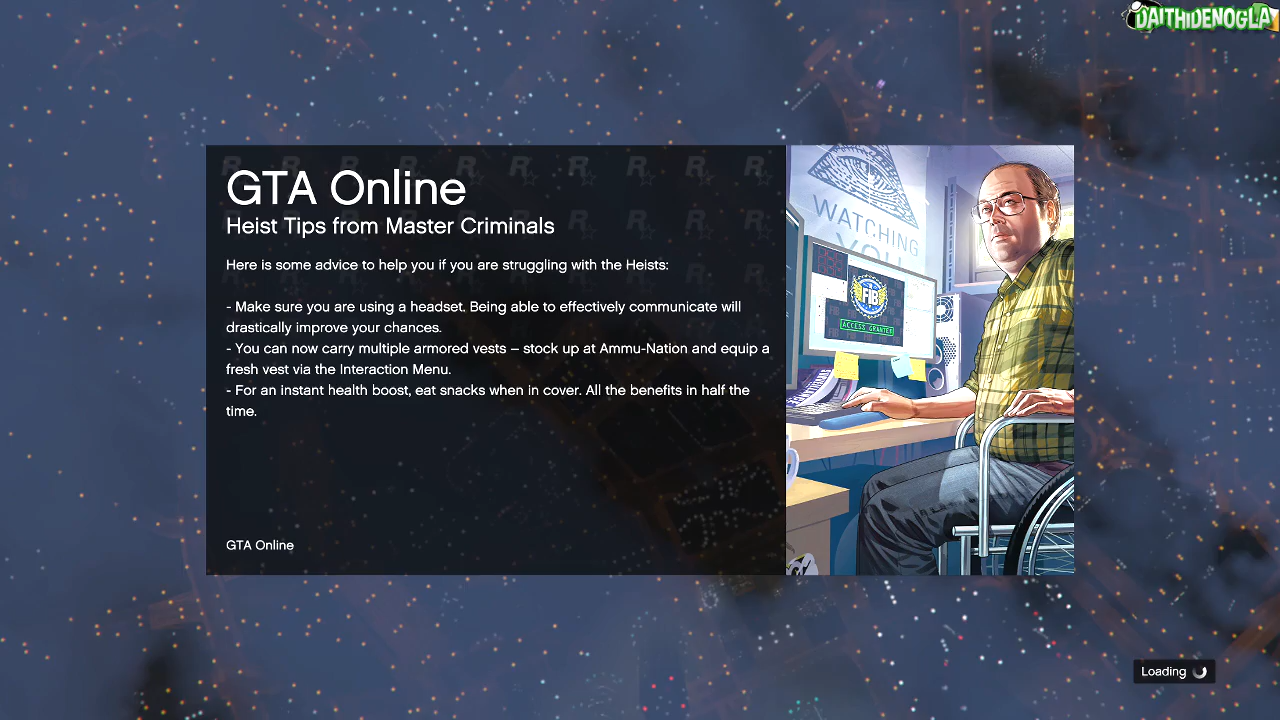 DAITHIDENOGLA
GTA Online
Heist Tips from Master Criminals
Here is some advice to help you if you are struggling with the Heists:
- Make sure you are using a headset. Being able to effectively communicate will
drastically improve your chances.
- You can now carry multiple armored vests – stock up at Ammu-Nation and equip a
fresh vest via the Interaction Menu.
- For an instant health boost, eat snacks when in cover. All the benefits in half the
time.
GTA Online
WATCHING
YOU
FIB
ACCESS GRANTED
Loading